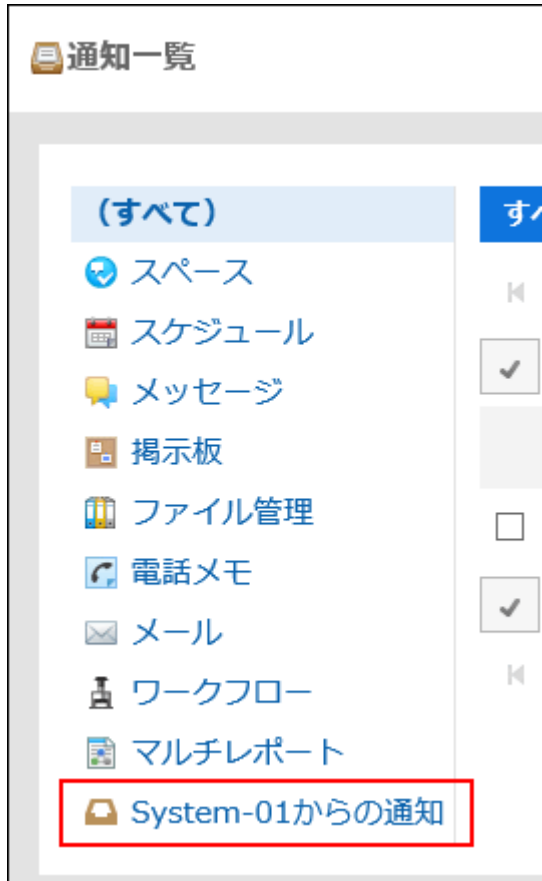 通知一覧
（すべて）
すべ
スペース
スケジュール
メッセージ
掲示板
ファイル管理
電話メモ
メール
ワークフロー
マルチレポート
System-01からの通知